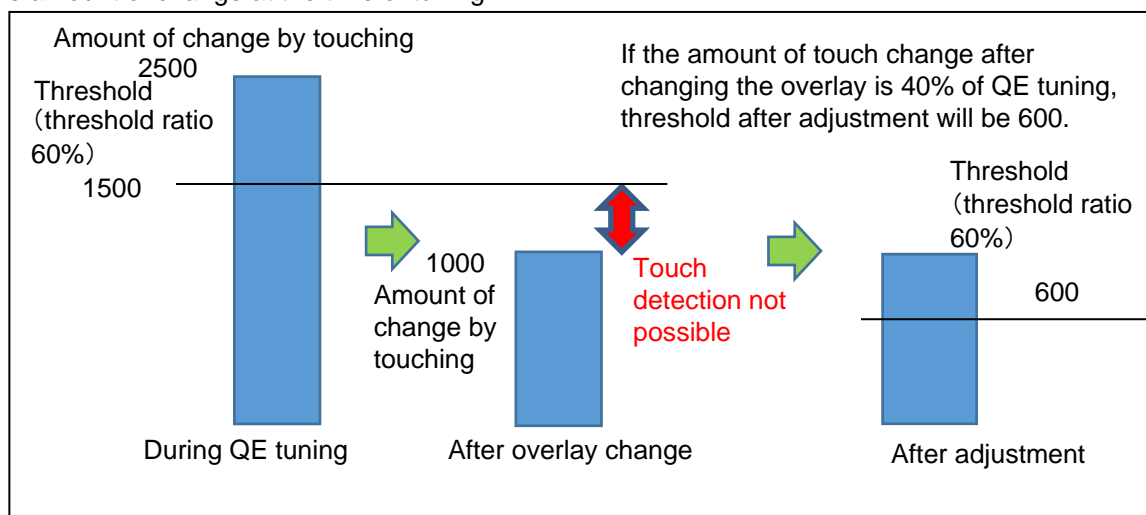 Amount of change by touching
2500
Threshold
（threshold ratio
60%）
1500
If the amount of touch change after
changing the overlay is 40% of QE tuning,
threshold after adjustment will be 600.
1000
Amount of
change by
touching
Touch
detection not
possible
Threshold
（threshold ratio
60%）
600
During QE tuning
After overlay change
After adjustment